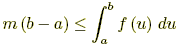 m (b − a) ≤ ∫_a^b f (u) du